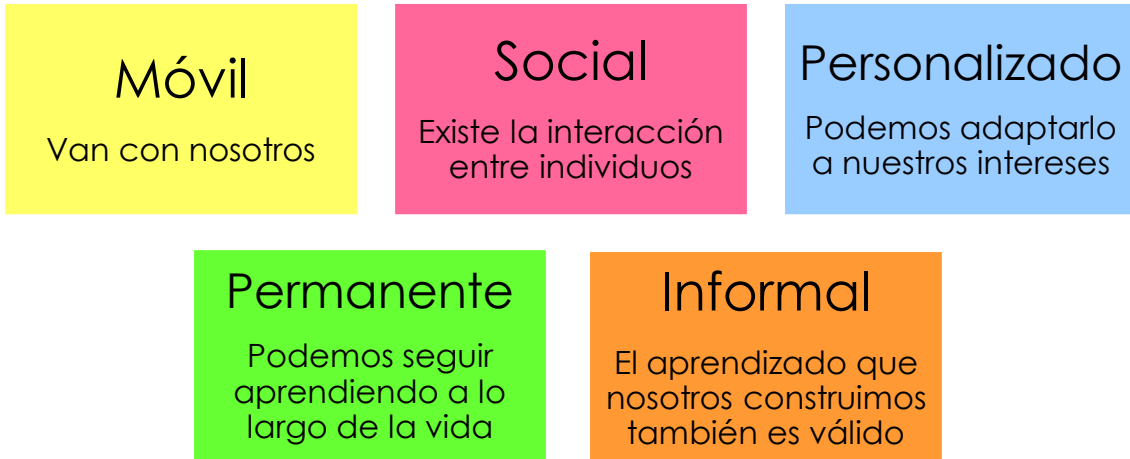 Móvil
Van con nosotros
Social
Existe la interacción
entre individuos
Personalizado
Podemos adaptarlo
a nuestros intereses
Permanente
Podemos seguir
aprendiendo a lo
largo de la vida
Informal
El aprendizado que
nosotros construimos
también es válido